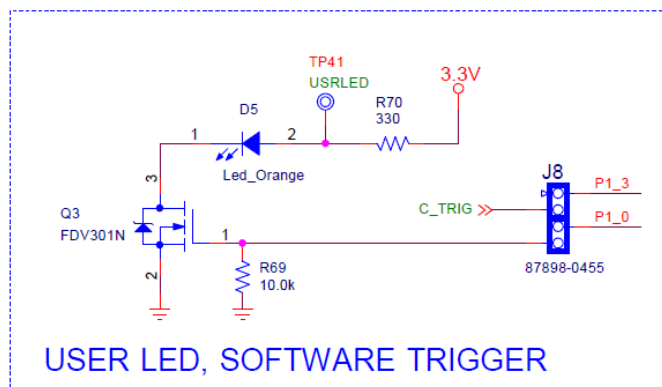 TP41
USRLED
3.3V
D5
R70
330
1
2
Led_Orange
J8
P1_3
3
C_TRIG
P1_0
Q3
FDV301N
1
2
R69
10.0k
87898-0455
USER LED, SOFTWARE TRIGGER